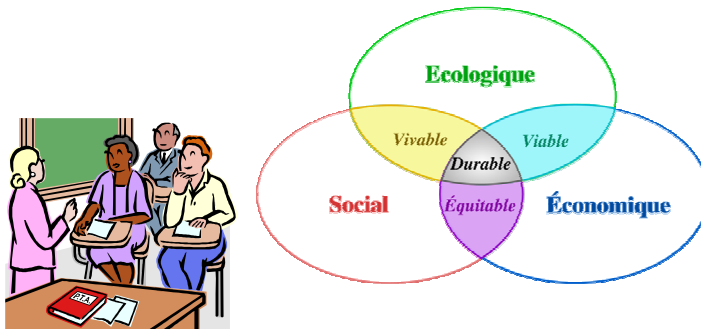 Ecologique
Vivable
Viable
Durable
Social
Équitable
Économique
P.T.A.